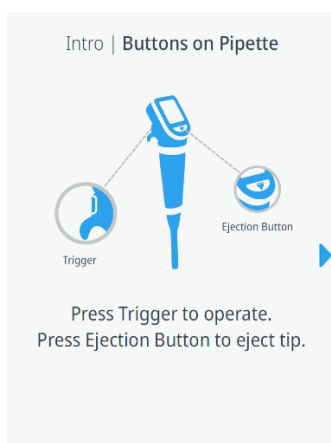 Intro | Buttons on Pipette
Ejection Button
Trigger
Press Trigger to operate.
Press Ejection Button to eject tip.